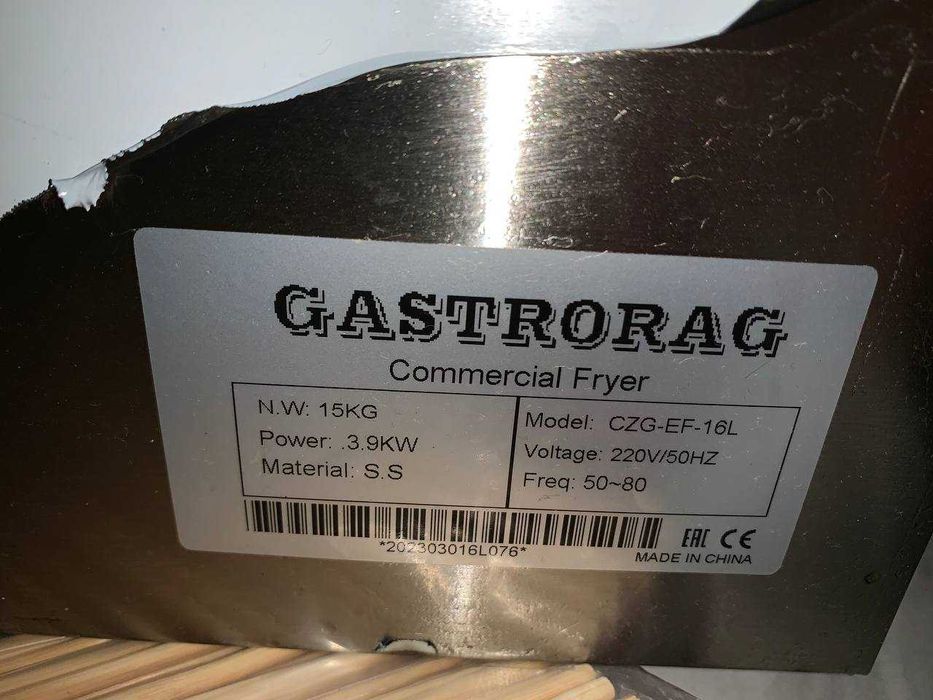 GASTRORAG
Commercial Fryer
N.W: 15KG
Power: .3.9KW
Material: S.S
Model: CZG-EF-16L
Voltage: 220V/50HZ
Freq: 50~80
*202303016L076*
EAC CE
MADE IN CHINA